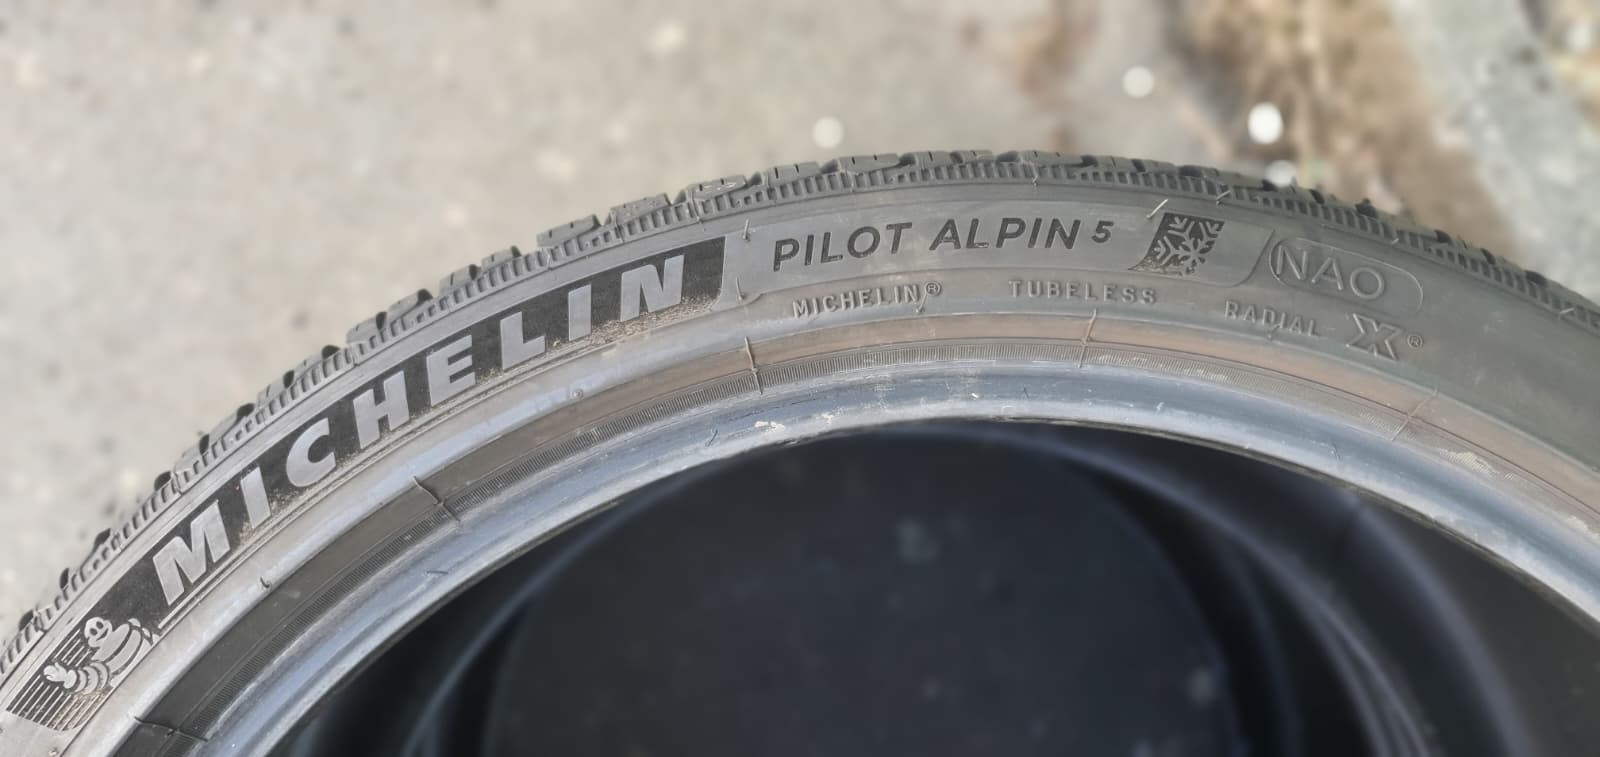 MICHELIN
PILOT ALPIN 5
NAO
MICHELIN® TUBELESS RADIAL X®